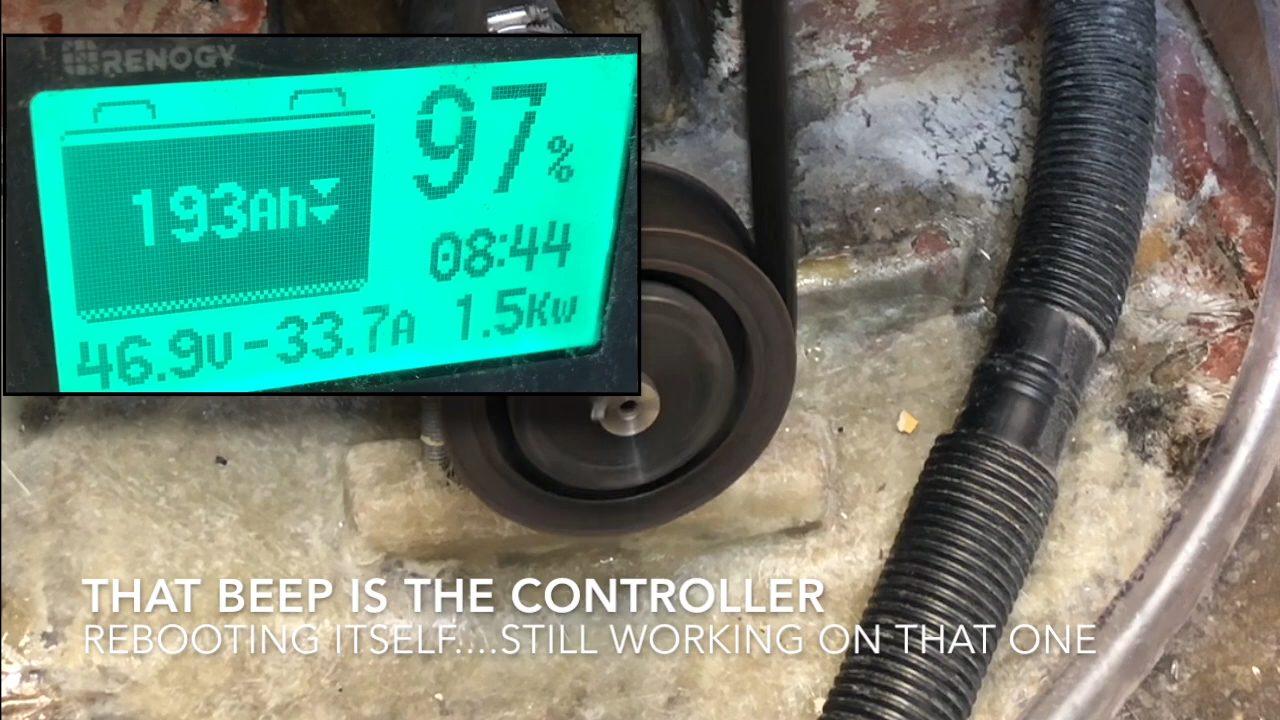 RENOGY
97%
193Ah
08:44
46.9V -33.7A 1.5Kw
THAT BEEP IS THE CONTROLLER
REBOOTING ITSELF....STILL WORKING ON THAT ONE